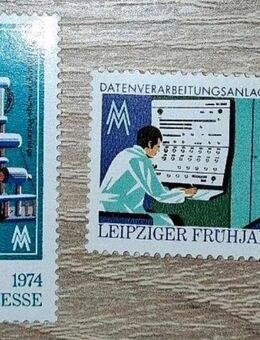 1974
ESSE
DATENVERARBEITUNGSANLAG
LEIPZIGER FRÜHJA